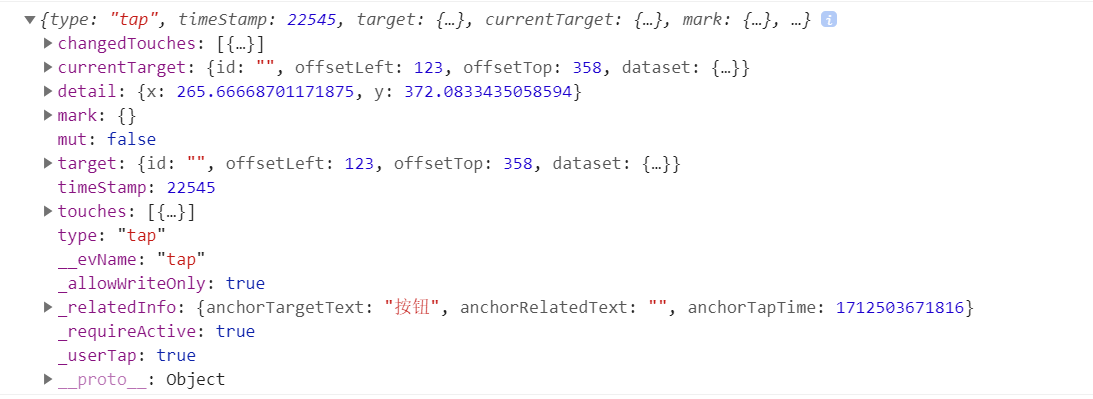 {type: "tap", timeStamp: 22545, target: {…}, currentTarget: {…}, mark: {…}, …} i
changedTouches: [{…}]
currentTarget: {id: "", offsetLeft: 123, offsetTop: 358, dataset: {…}}
detail: {x: 265.66668701171875, y: 372.0833435058594}
mark: {}
mut: false
target: {id: "", offsetLeft: 123, offsetTop: 358, dataset: {…}}
timeStamp: 22545
touches: [{…}]
type: "tap"
__evName: "tap"
_allowWriteOnly: true
_relatedInfo: {anchorTargetText: "按钮", anchorRelatedText: "", anchorTapTime: 1712503671816}
_requireActive: true
_userTap: true
__proto__: Object